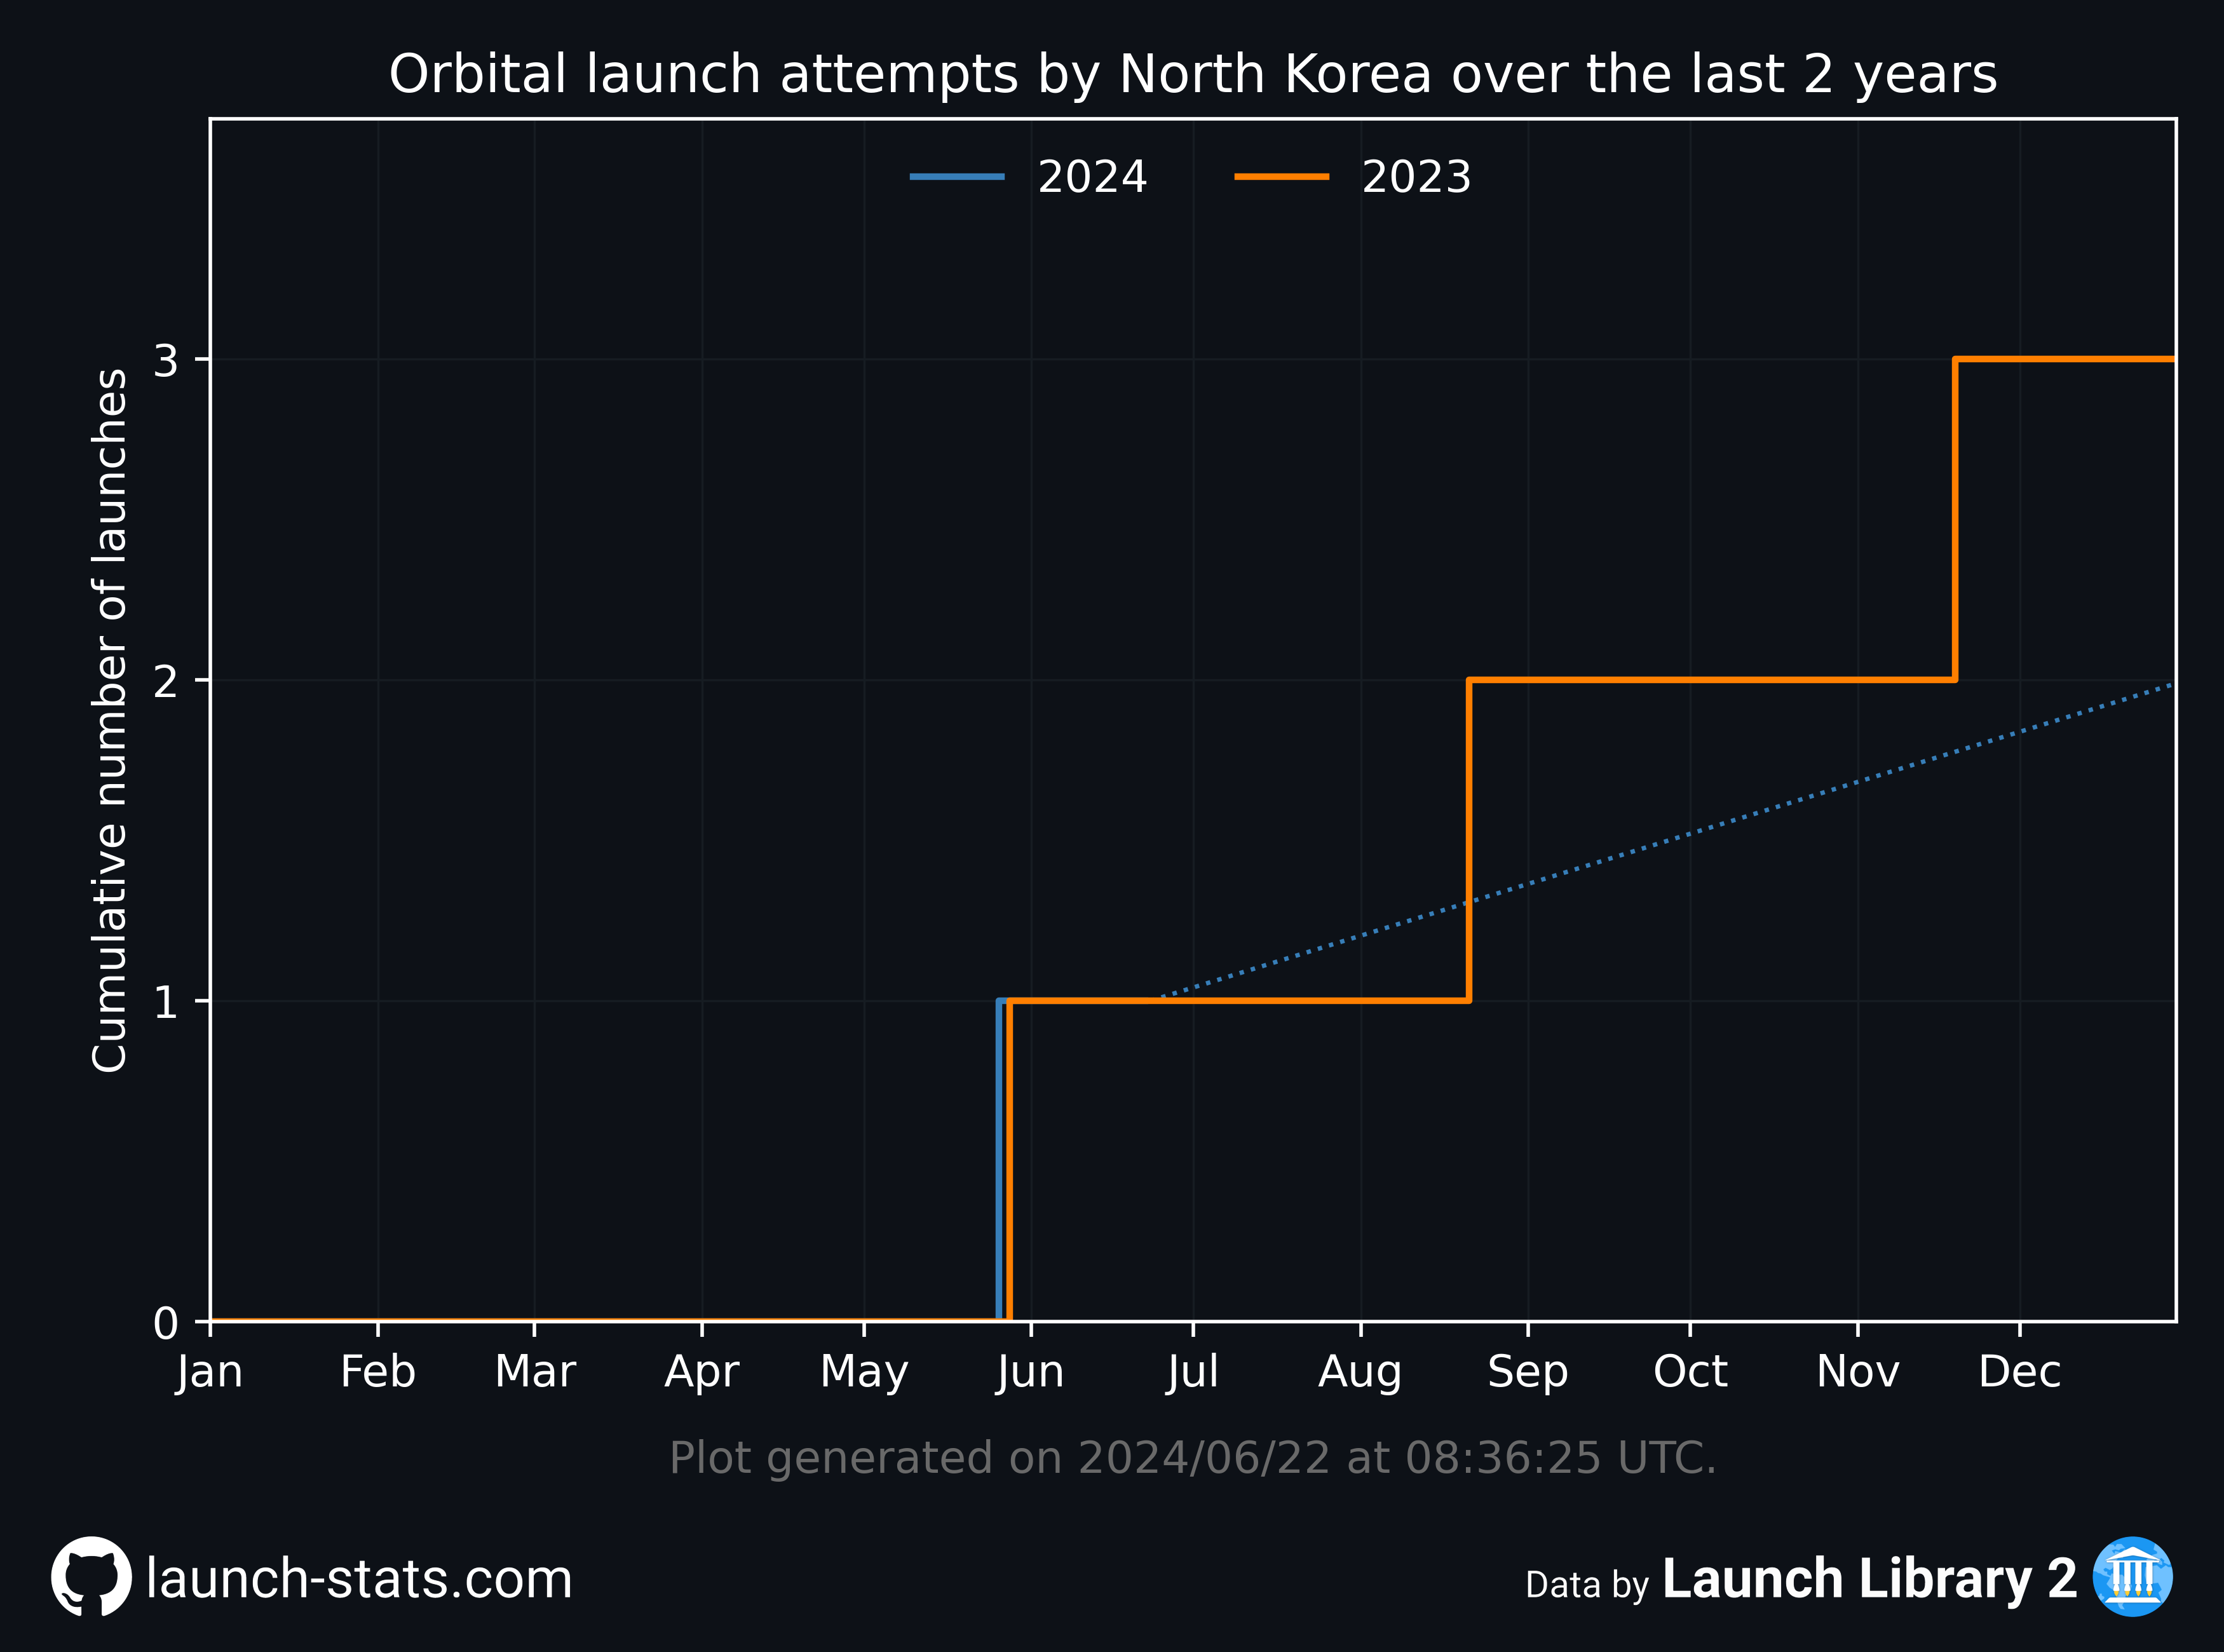 Orbital launch attempts by North Korea over the last 2 years
2024 2023
Cumulative number of launches
3
2
1
0
Jan Feb Mar Apr May Jun Jul Aug Sep Oct Nov Dec
Plot generated on 2024/06/22 at 08:36:25 UTC.
launch-stats.com
Data by Launch Library 2